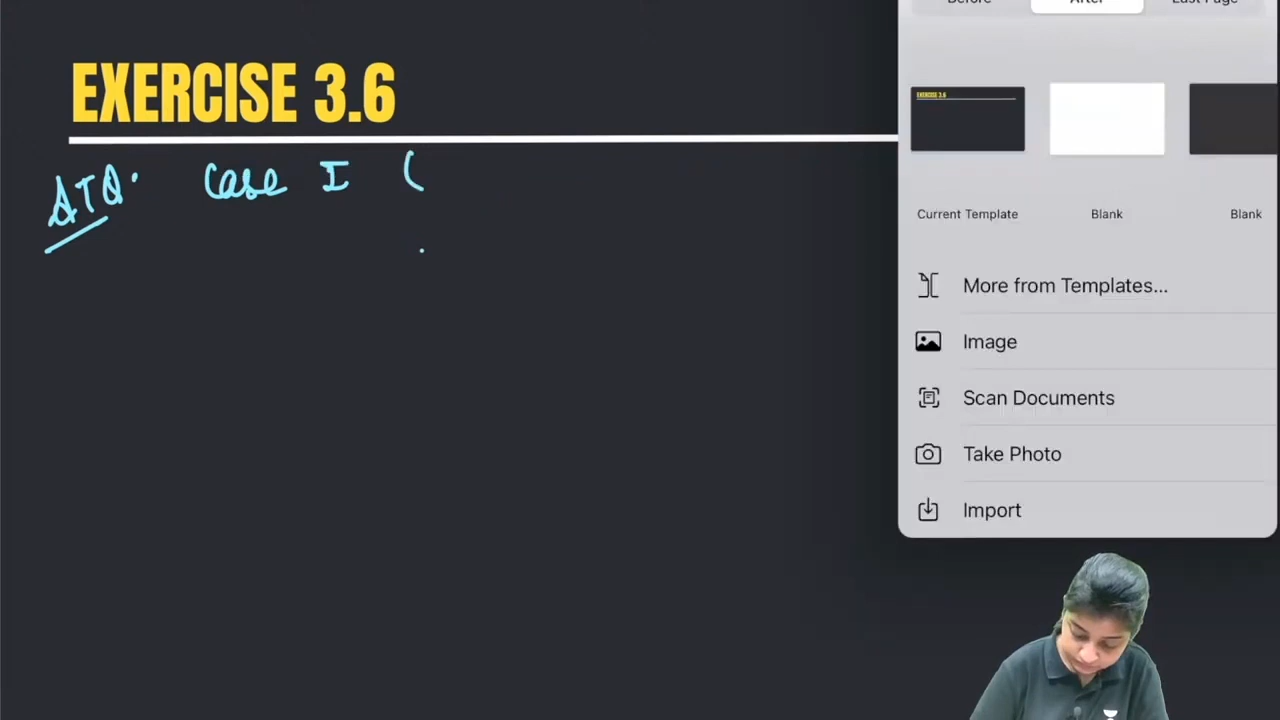 Before After Last Page
EXERCISE 3.6
EXERCISE 3.6
ATQ. Case I (
Current Template Blank Blank
More from Templates...
Image
Scan Documents
Take Photo
Import